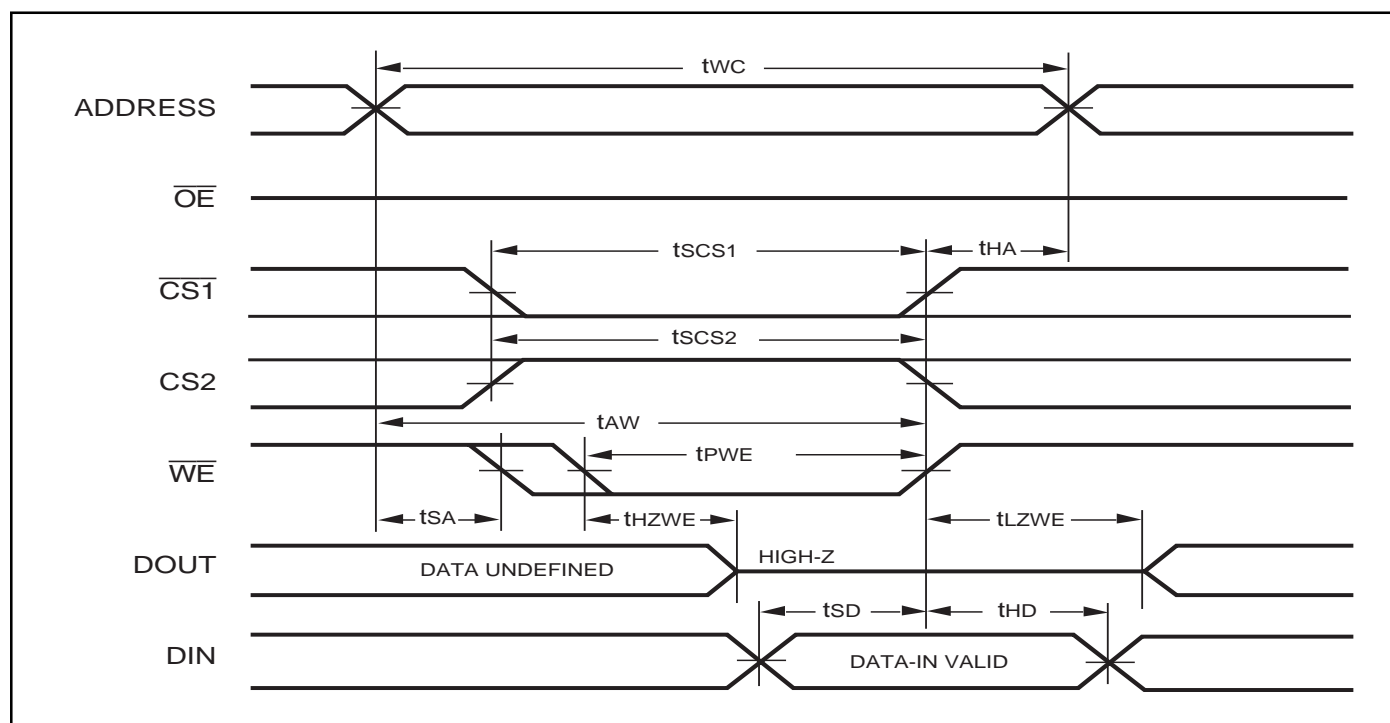 tWC
ADDRESS
OE
tSCS1
tHA
CS1
tSCS2
CS2
tAW
tPWE
WE
tSA
tHZWE
tLZWE
DOUT
DATA UNDEFINED
HIGH-Z
tSD
tHD
DIN
DATA-IN VALID